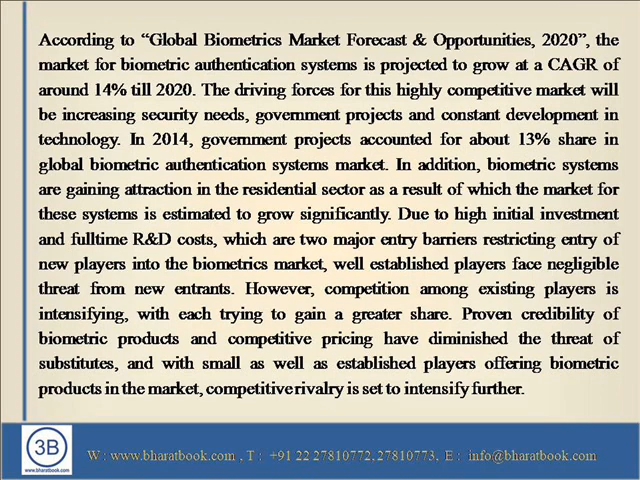 According to “Global Biometrics Market Forecast & Opportunities, 2020”, the
market for biometric authentication systems is projected to grow at a CAGR of
around 14% till 2020. The driving forces for this highly competitive market will
be increasing security needs, government projects and constant development in
technology. In 2014, government projects accounted for about 13% share in
global biometric authentication systems market. In addition, biometric systems
are gaining attraction in the residential sector as a result of which the market for
these systems is estimated to grow significantly. Due to high initial investment
and fulltime R&D costs, which are two major entry barriers restricting entry of
new players into the biometrics market, well established players face negligible
threat from new entrants. However, competition among existing players is
intensifying, with each trying to gain a greater share. Proven credibility of
biometric products and competitive pricing have diminished the threat of
substitutes, and with small as well as established players offering biometric
products in the market, competitive rivalry is set to intensify further.
3B
www.bharatbook.com
W : www.bharatbook.com , T : +91 22 27810772, 27810773, E : info@bharatbook.com